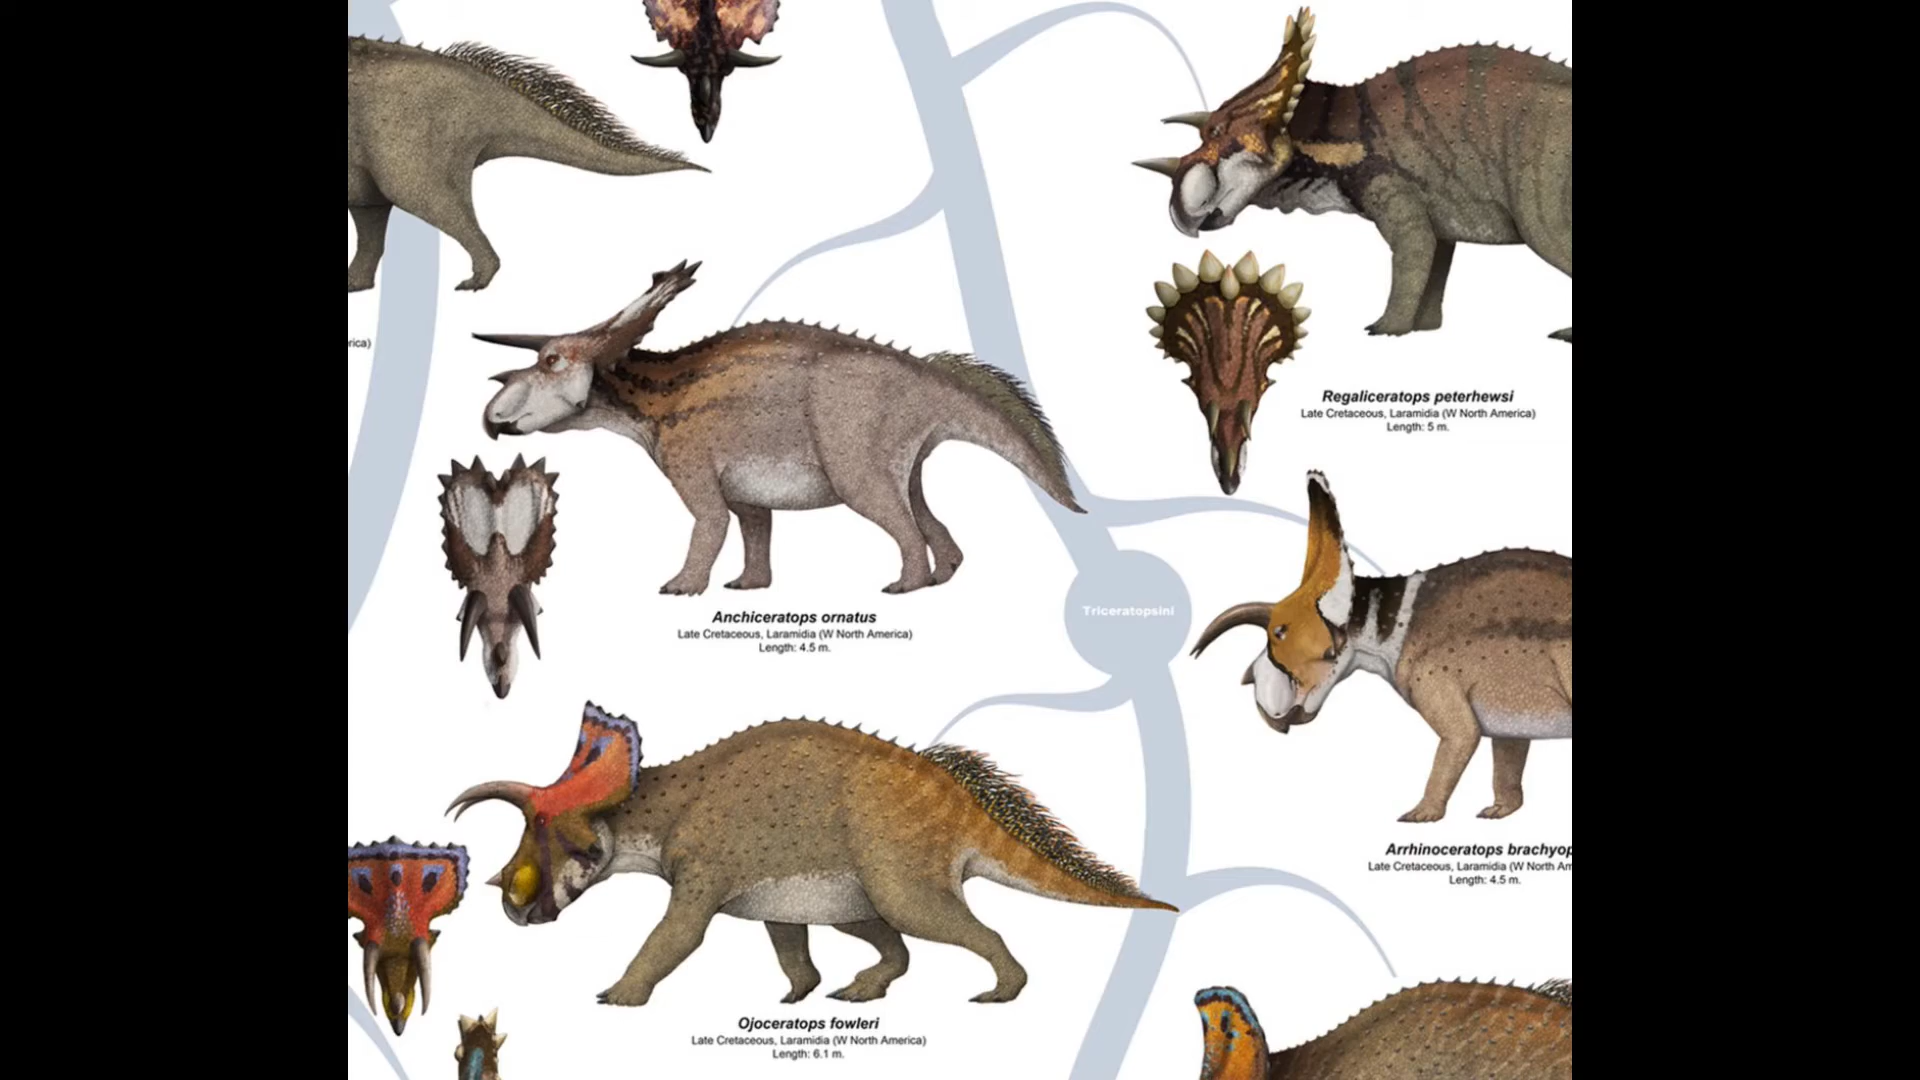 rica)
Regaliceratops peterhewsi
Late Cretaceous, Laramidia (W North America)
Length: 5 m.
Anchiceratops ornatus
Late Cretaceous, Laramidia (W North America)
Length: 4.5 m.
Triceratopsini
Arrhinoceratops brachyop
Late Cretaceous, Laramidia (W North Am
Length: 4.5 m.
Ojoceratops fowleri
Late Cretaceous, Laramidia (W North America)
Length: 6.1 m.